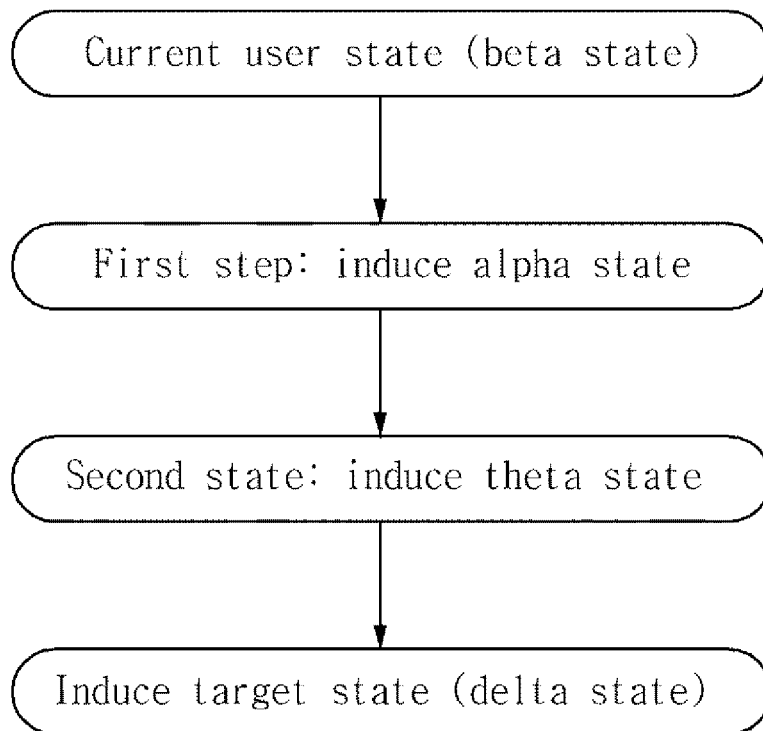 Current user state (beta state)
First step: induce alpha state
Second state: induce theta state
Induce target state (delta state)